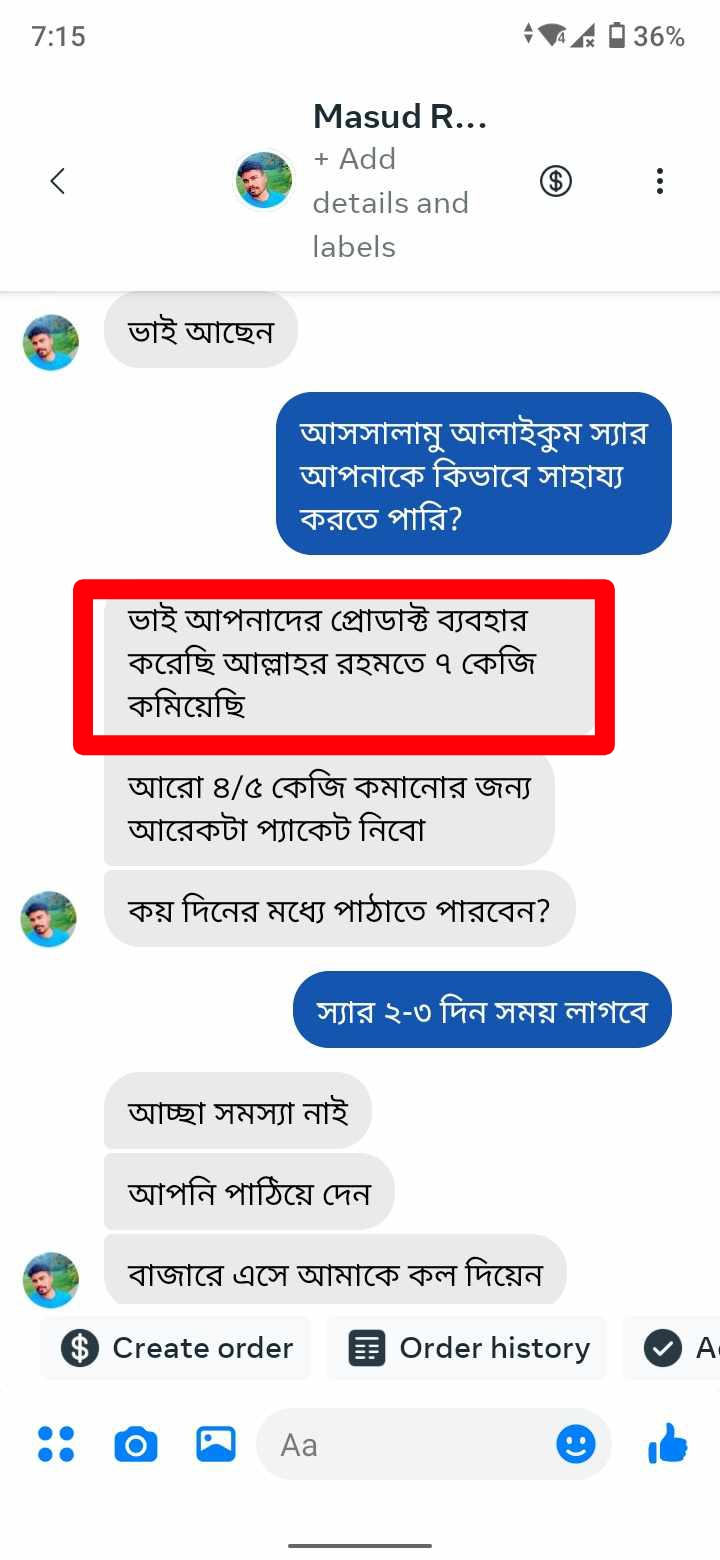 7:15
4
36%
Masud R...
+ Add
details and
labels
ভাই আছেন
আসসালামু আলাইকুম স্যার
আপনাকে কিভাবে সাহায্য
করতে পারি?
ভাই আপনাদের প্রোডাক্ট ব্যবহার
করেছি আল্লাহর রহমতে ৭ কেজি
কমিয়েছি
আরো ৪/৫ কেজি কমানোর জন্য
আরেকটা প্যাকেট নিবো
কয় দিনের মধ্যে পাঠাতে পারবেন?
স্যার ২-৩ দিন সময় লাগবে
আচ্ছা সমস্যা নাই
আপনি পাঠিয়ে দেন
বাজারে এসে আমাকে কল দিয়েন
Create order Order history
Aa